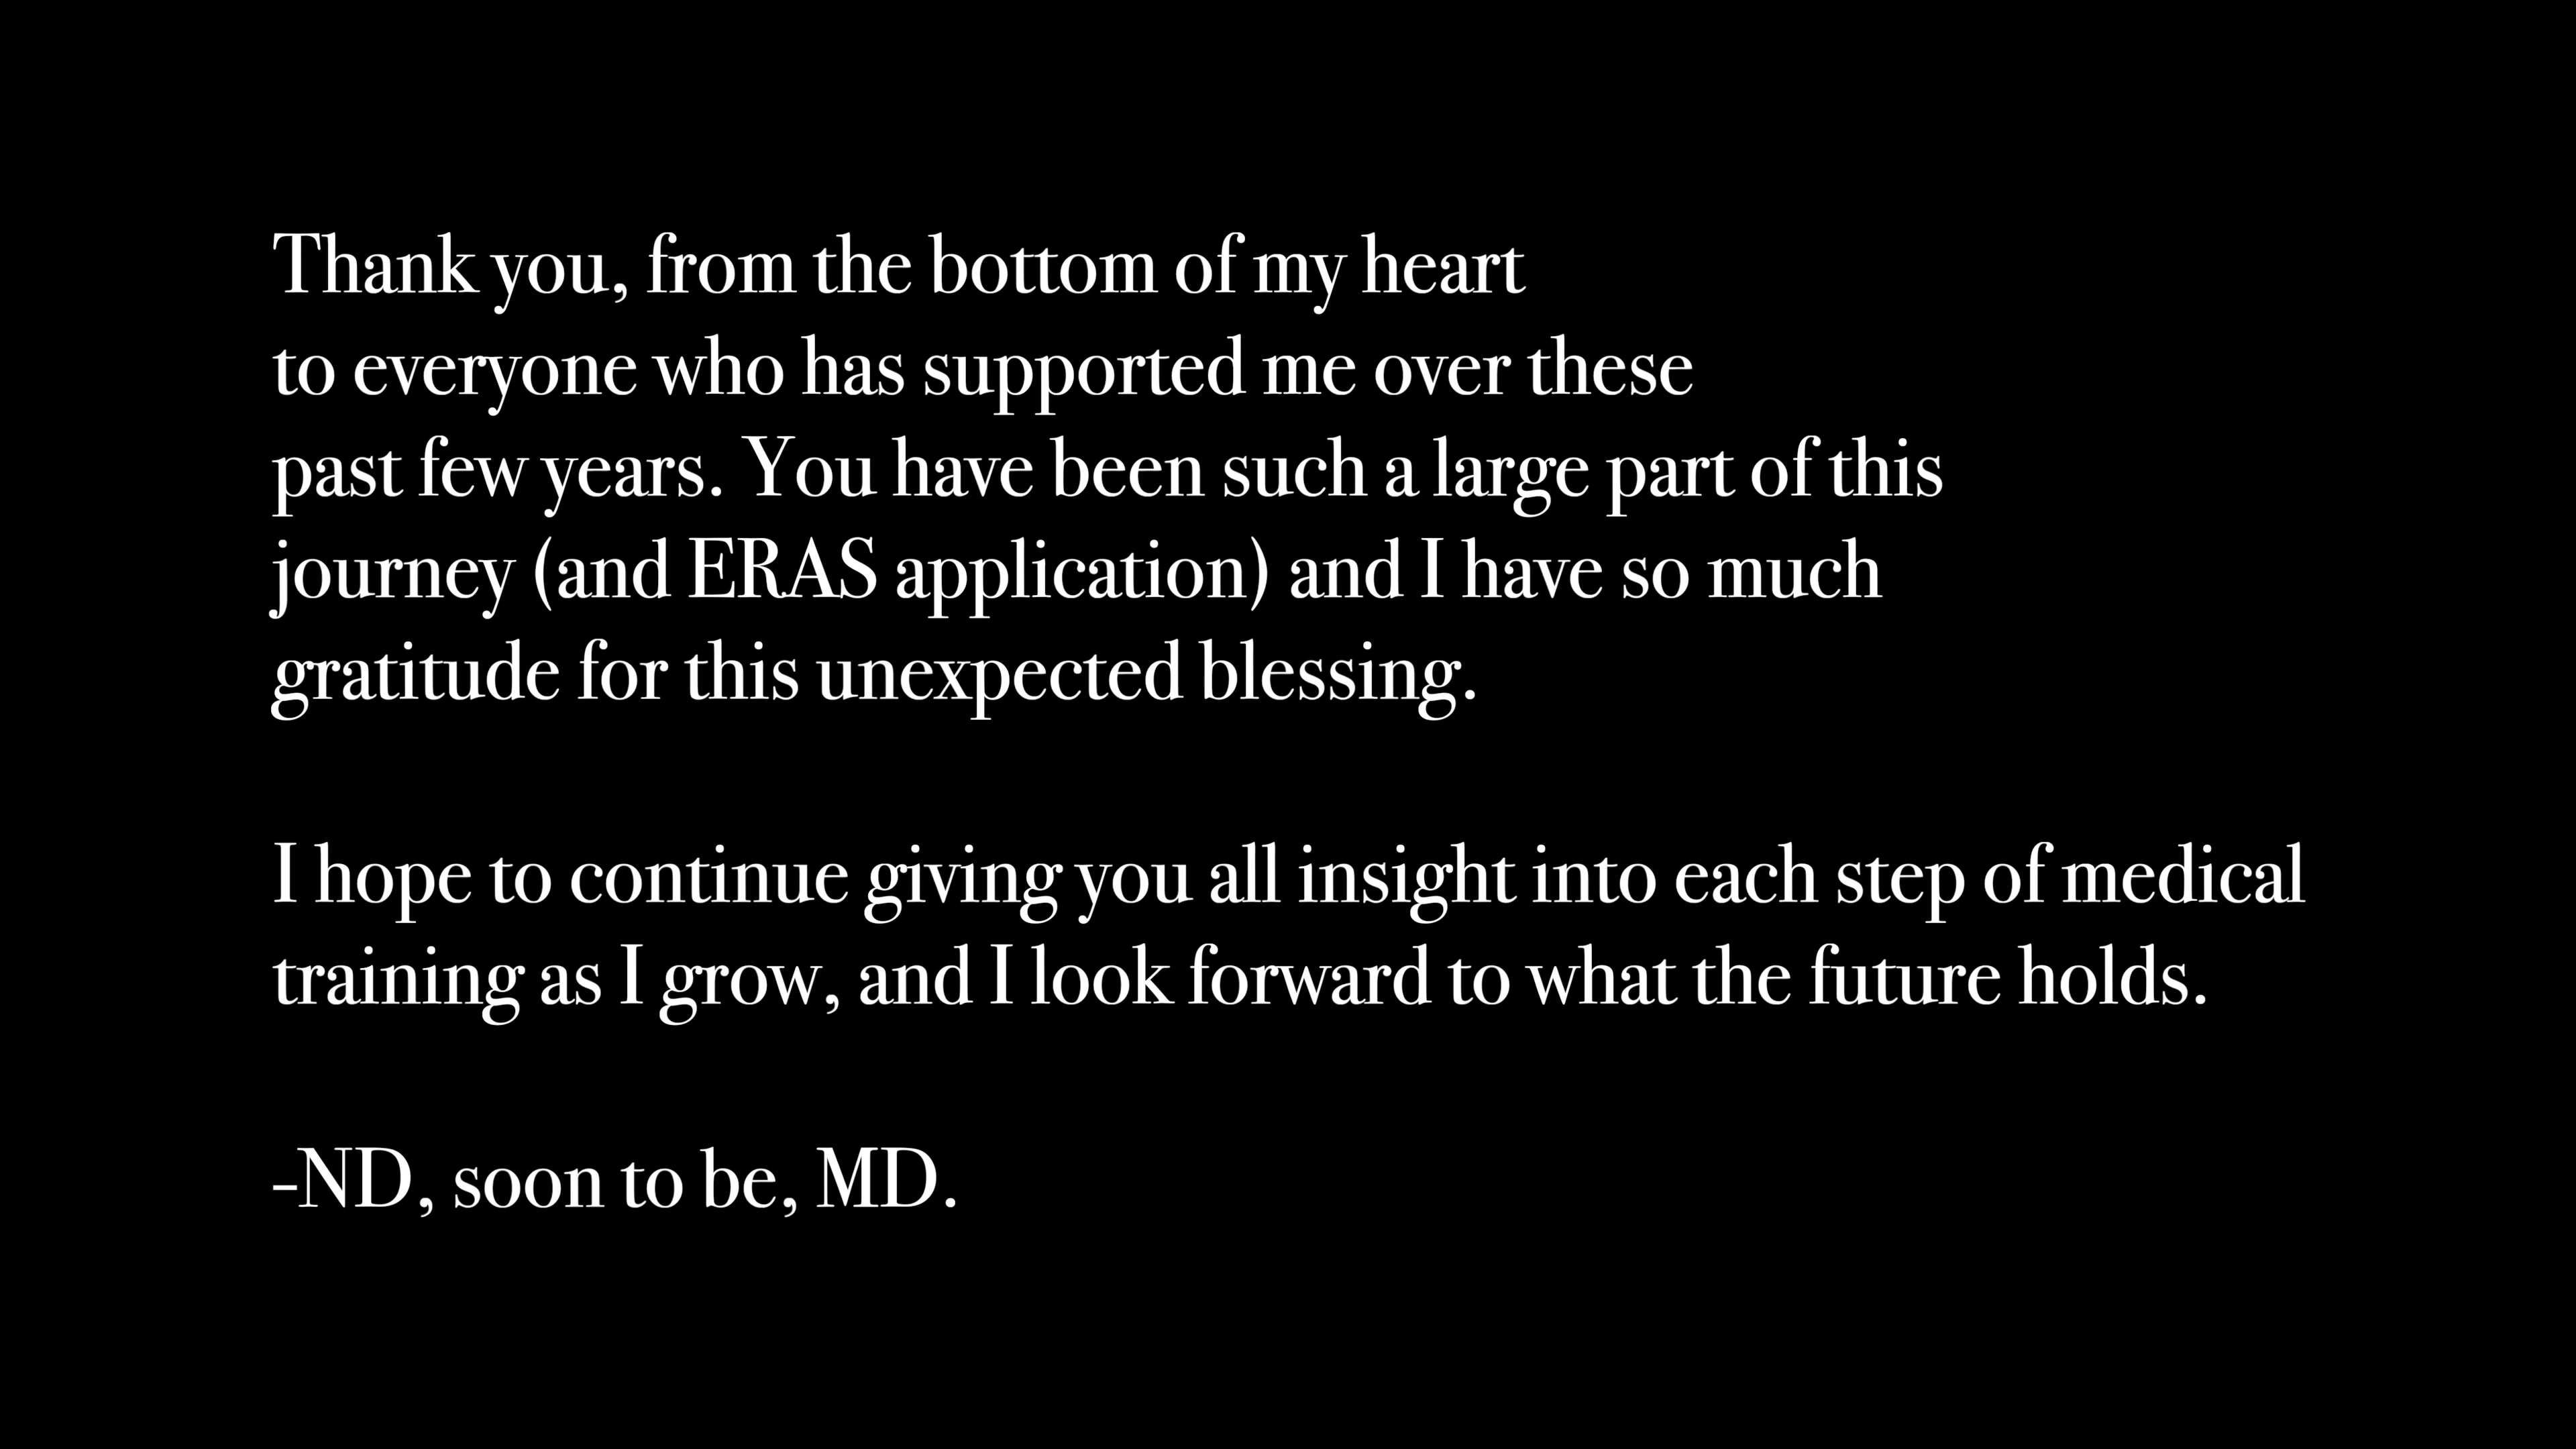 Thank you, from the bottom of my heart
to everyone who has supported me over these
past few years. You have been such a large part of this
journey (and ERAS application) and I have so much
gratitude for this unexpected blessing.
I hope to continue giving you all insight into each step of medical
training as I grow, and I look forward to what the future holds.
-ND, soon to be, MD.